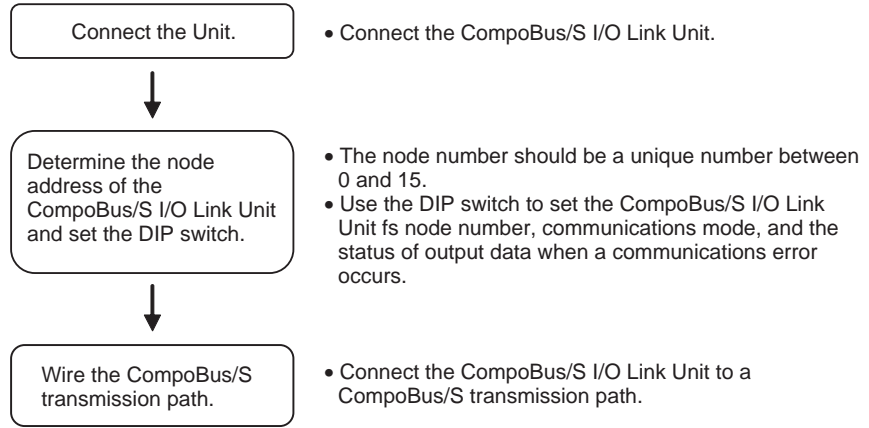 Connect the Unit.
• Connect the CompoBus/S I/O Link Unit.
Determine the node
address of the
CompoBus/S I/O Link Unit
and set the DIP switch.
• The node number should be a unique number between
0 and 15.
• Use the DIP switch to set the CompoBus/S I/O Link
Unit fs node number, communications mode, and the
status of output data when a communications error
occurs.
Wire the CompoBus/S
transmission path.
• Connect the CompoBus/S I/O Link Unit to a
CompoBus/S transmission path.